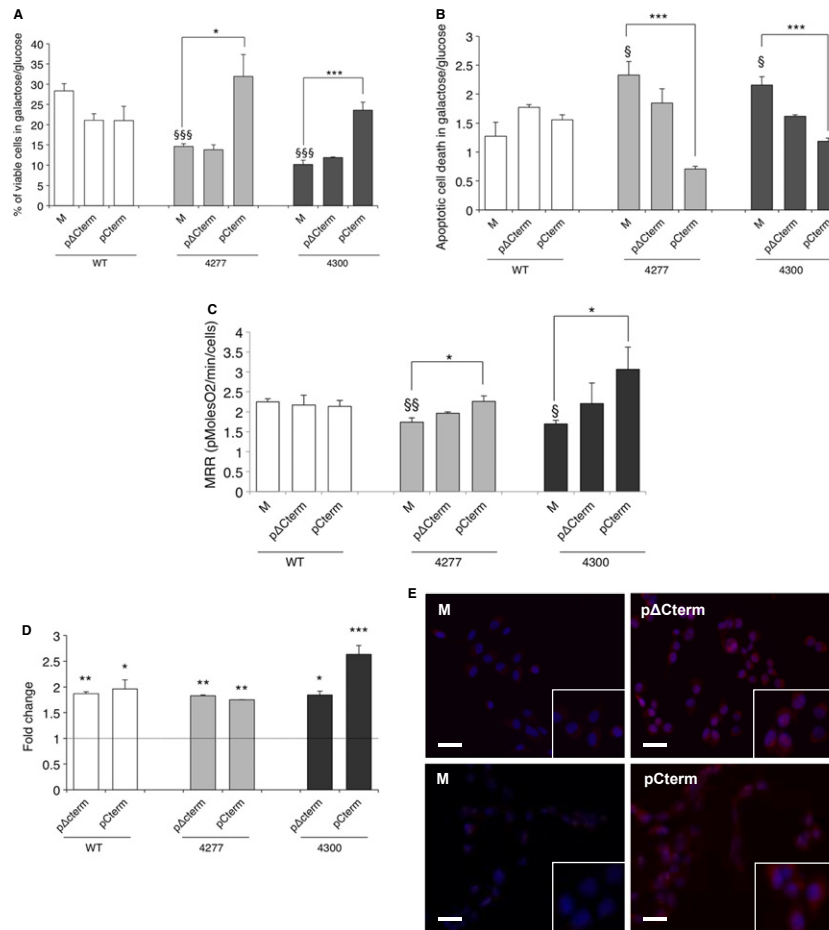 A
% of viable cells in galactose/glucose
40
35
30
25
20
15
10
5
0
§§§
*
§§§
***
M
pΔCterm
pCterm
M
pΔCterm
pCterm
M
pΔCterm
pCterm
WT
4277
4300
B
Apoptotic cell death in galactose/glucose
3
2.5
2
1.5
1
0.5
0
§
***
§
***
M
pΔCterm
pCterm
M
pΔCterm
pCterm
M
pΔCterm
pCterm
WT
4277
4300
C
MRR (pMolesO2/min/cells)
4
3.5
3
2.5
2
1.5
1
0.5
0
§§
*
§
*
M
pΔCterm
pCterm
M
pΔCterm
pCterm
M
pΔCterm
pCterm
WT
4277
4300
D
Fold change
3
2.5
2
1.5
1
0.5
0
**
*
**
**
*
***
pΔcterm
pCterm
pΔcterm
pCterm
pΔcterm
pCterm
WT
4277
4300
E
M
pΔCterm
M
pCterm